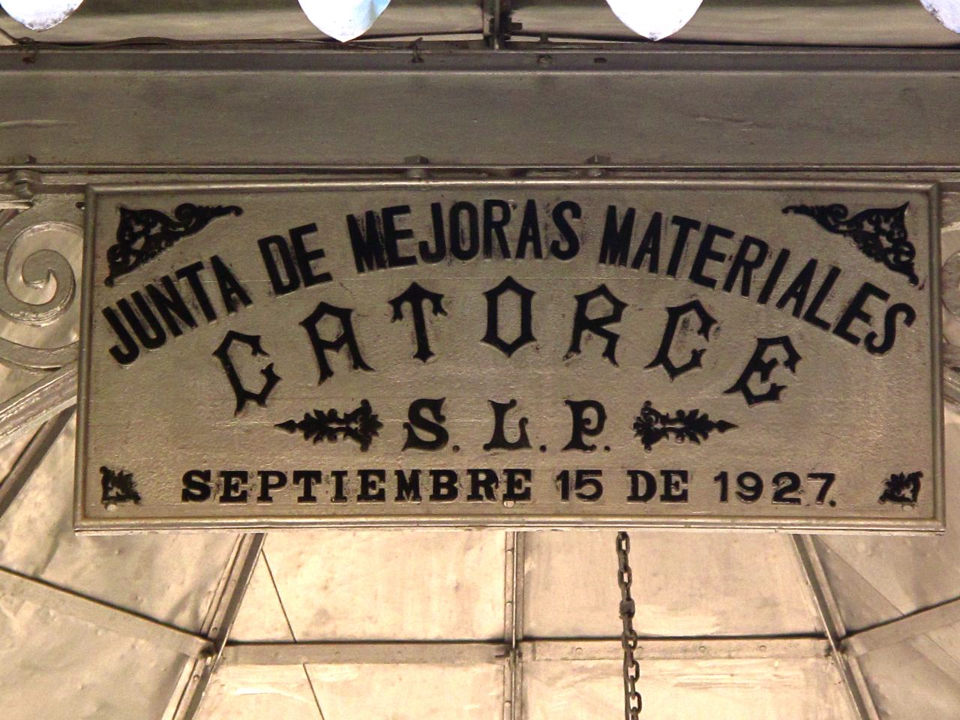 JUNTA DE MEJORAS MATERIALES
CATORCE
S. L. P.
SEPTIEMBRE 15 DE 1927.